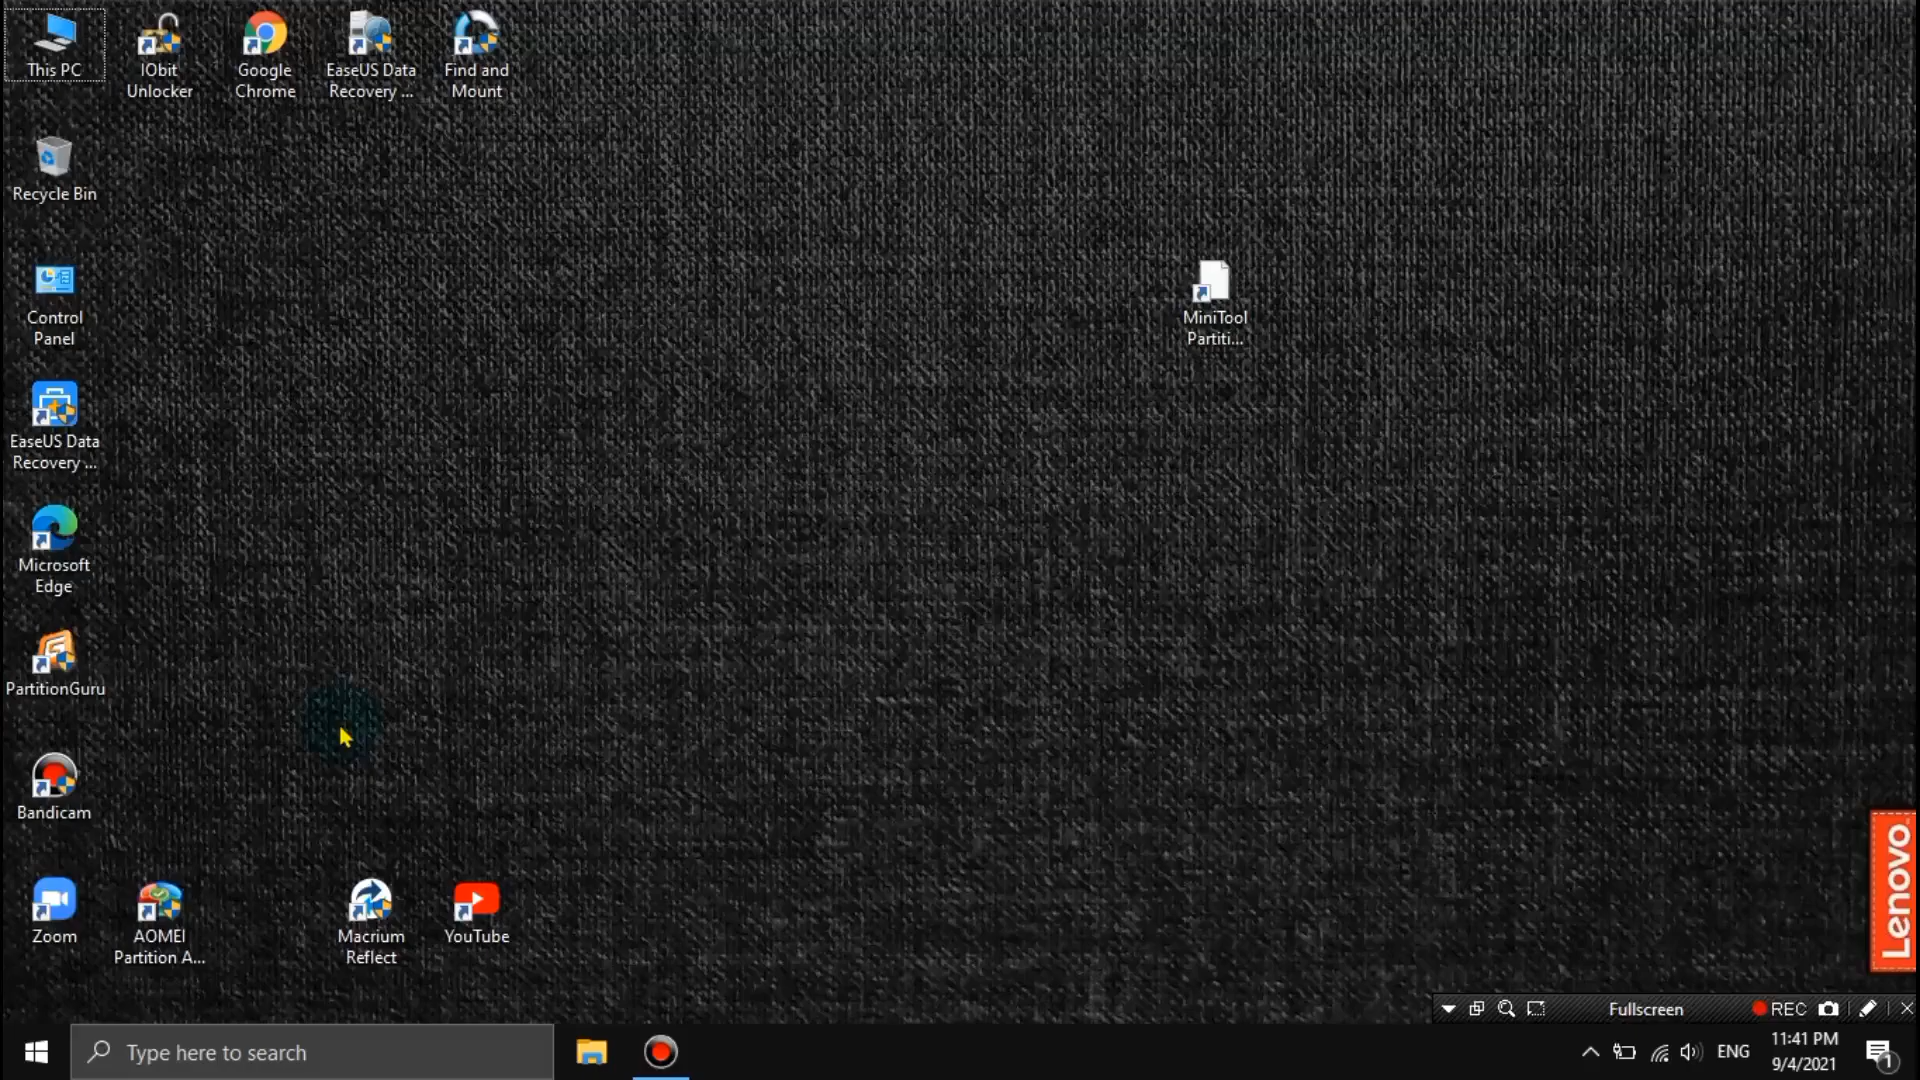 This PC
IObit
Unlocker
Google
Chrome
EaseUS Data
Recovery ...
Find and
Mount
Recycle Bin
Control
Panel
MiniTool
Partiti...
EaseUS Data
Recovery ...
Microsoft
Edge
PartitionGuru
Bandicam
Zoom
AOMEI
Partition A...
Macrium
Reflect
YouTube
Lenovo
Fullscreen
REC
Type here to search
ENG
11:41 PM
9/4/2021
1